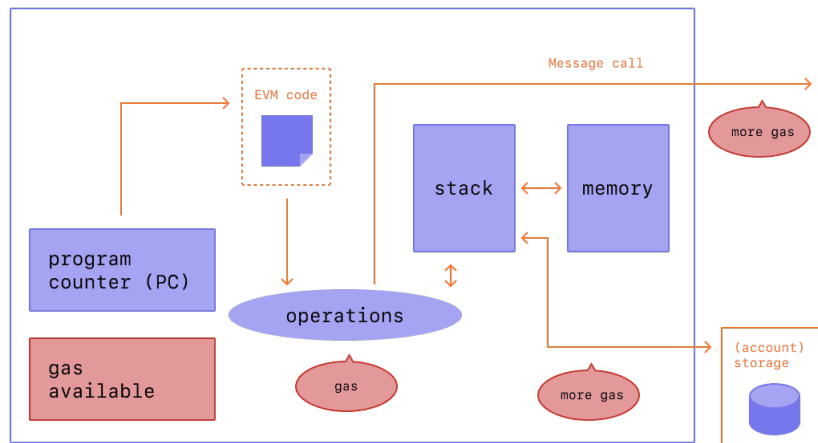 Message call
EVM code
more gas
stack
memory
program
counter (PC)
operations
(account)
storage
gas
available
gas
more gas